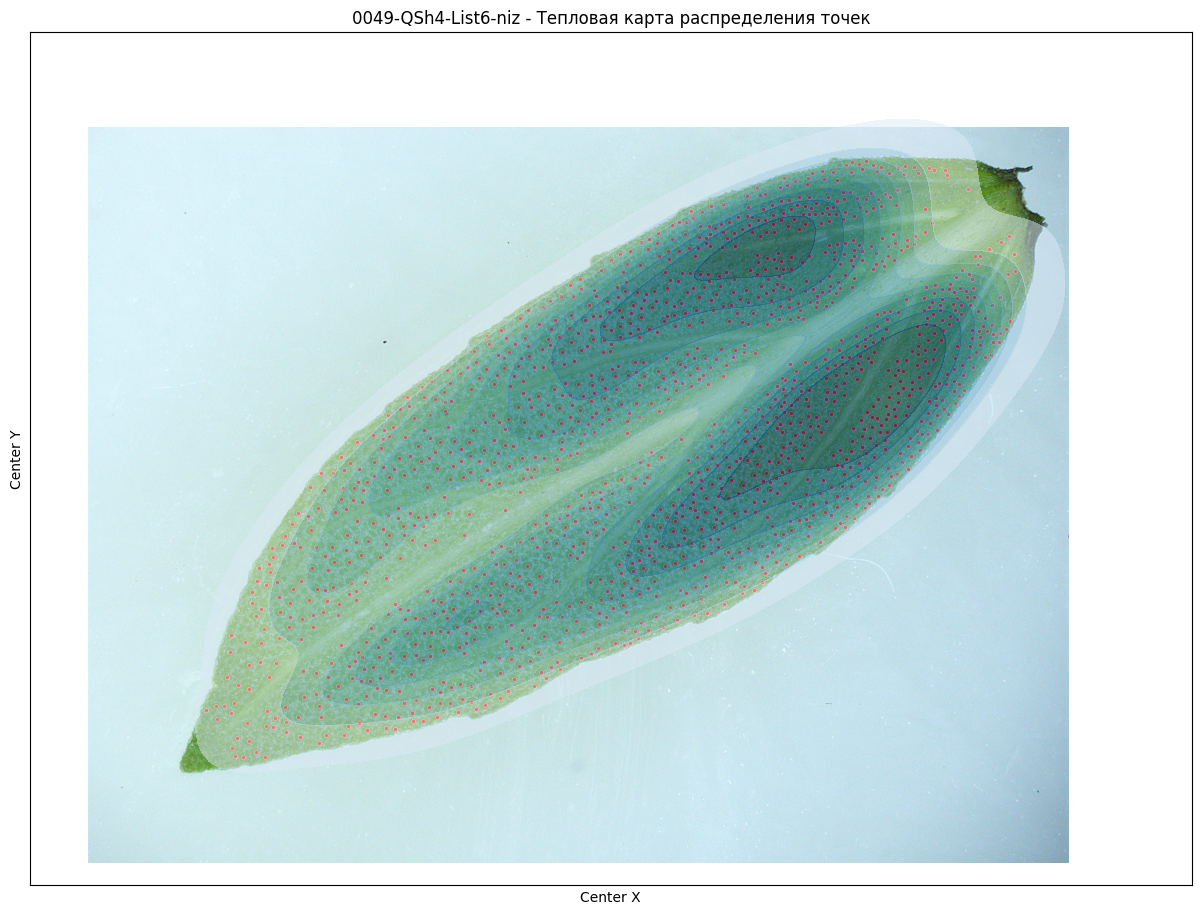 0049-QSh4-List6-niz - Тепловая карта распределения точек
Center Y
Center X